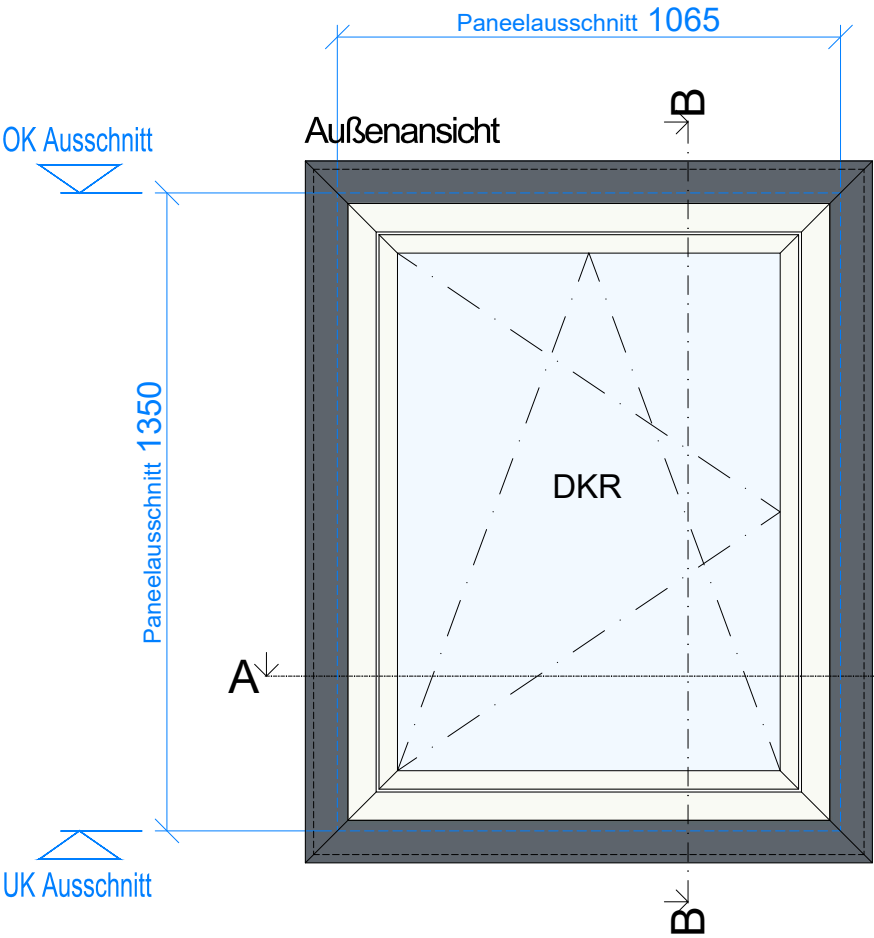 Paneelausschnitt 1065
B
Außenansicht
OK Ausschnitt
Paneelausschnitt 1350
DKR
A
UK Ausschnitt
B